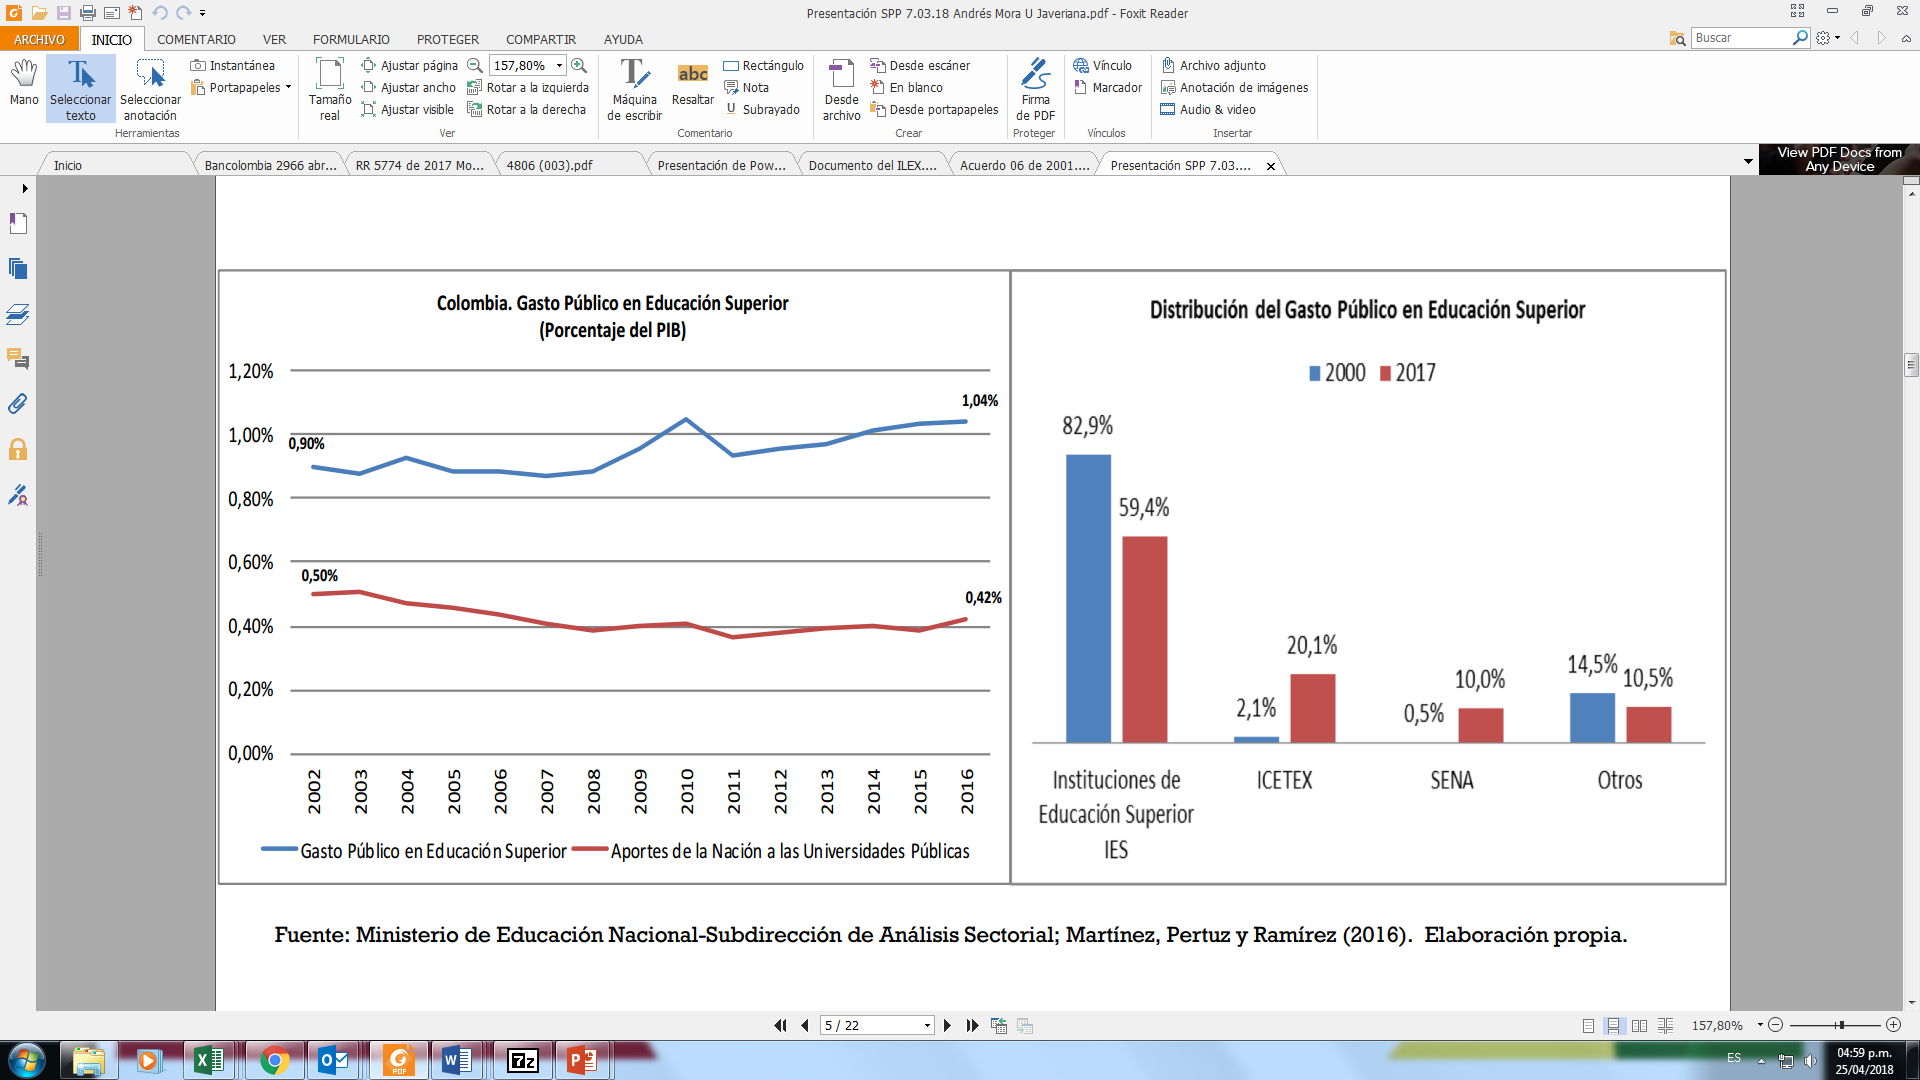 Presentación SPP 7.03.18 Andrés Mora U Javeriana.pdf - Foxit Reader
ARCHIVO INICIO COMENTARIO VER FORMULARIO PROTEGER COMPARTIR AYUDA
Buscar
Mano
Seleccionar texto
Seleccionar anotación
Instantánea
Portapapeles
Herramientas
Tamaño real
Ajustar página
Ajustar ancho
Ajustar visible
157,80%
Rotar a la izquierda
Rotar a la derecha
Ver
Máquina de escribir
abc
Resaltar
Rectángulo
Nota
Subrayado
Comentario
Desde archivo
Desde escáner
En blanco
Desde portapapeles
Crear
Firma de PDF
Proteger
Vínculo
Marcador
Vínculos
Archivo adjunto
Anotación de imágenes
Audio & video
Insertar
Inicio
Bancolombia 2966 abr...
RR 5774 de 2017 Mo...
4806 (003).pdf
Presentación de Pow...
Documento del ILEX....
Acuerdo 06 de 2001....
Presentación SPP 7.03....
View PDF Docs from
Any Device
Colombia. Gasto Público en Educación Superior
(Porcentaje del PIB)
1,20%
1,00%
0,80%
0,60%
0,40%
0,20%
0,00%
0,90%
1,04%
0,50%
0,42%
2002 2003 2004 2005 2006 2007 2008 2009 2010 2011 2012 2013 2014 2015 2016
Gasto Público en Educación Superior
Aportes de la Nación a las Universidades Públicas
Distribución del Gasto Público en Educación Superior
2000 2017
82,9%
59,4%
2,1%
20,1%
0,5%
10,0%
14,5%
10,5%
Instituciones de
Educación Superior
IES
ICETEX
SENA
Otros
Fuente: Ministerio de Educación Nacional-Subdirección de Análisis Sectorial; Martínez, Pertuz y Ramírez (2016). Elaboración propia.
5 / 22
157,80%
PDF
7z
ES
04:59 p.m.
25/04/2018